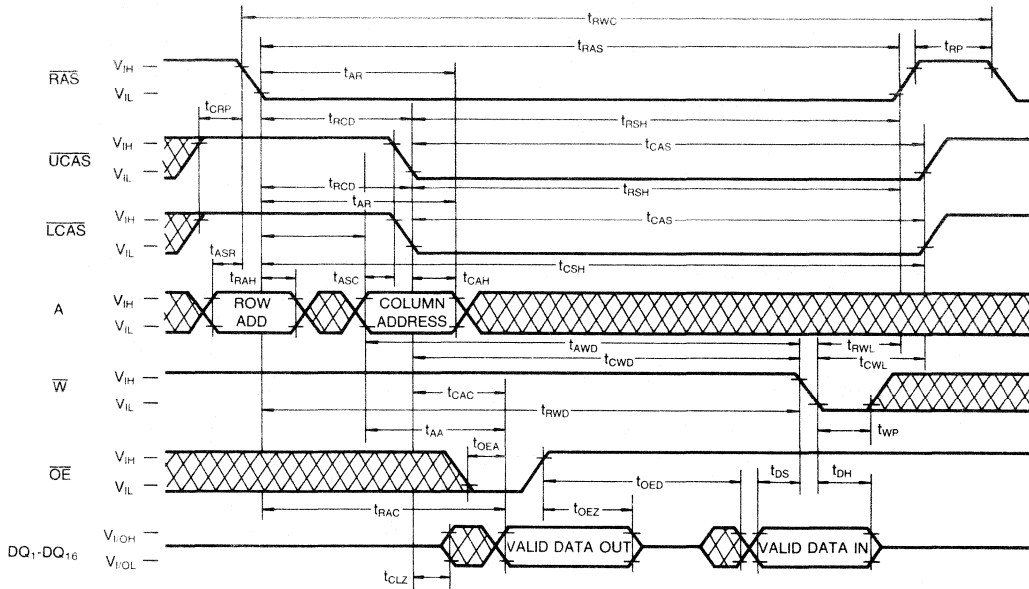 tRWC
tRAS
tRP
tAR
RAS
VIH
VIL
tCRP
tRCD
tRSH
UCAS
VIH
VIL
tCAS
tRCD
tRSH
tAR
LCAS
VIH
VIL
tCAS
tASR
tCSH
tRAH
tASC
tCAH
A
VIH
VIL
ROW ADD
COLUMN ADDRESS
tAWD
tRWL
tCWD
tCWL
W
VIH
VIL
tCAC
tRWD
tWP
tAA
tOEA
OE
VIH
VIL
tOED
tDS
tDH
tRAC
tOEZ
DQ1-DQ16
VI/OH
VI/OL
VALID DATA OUT
VALID DATA IN
tCLZ